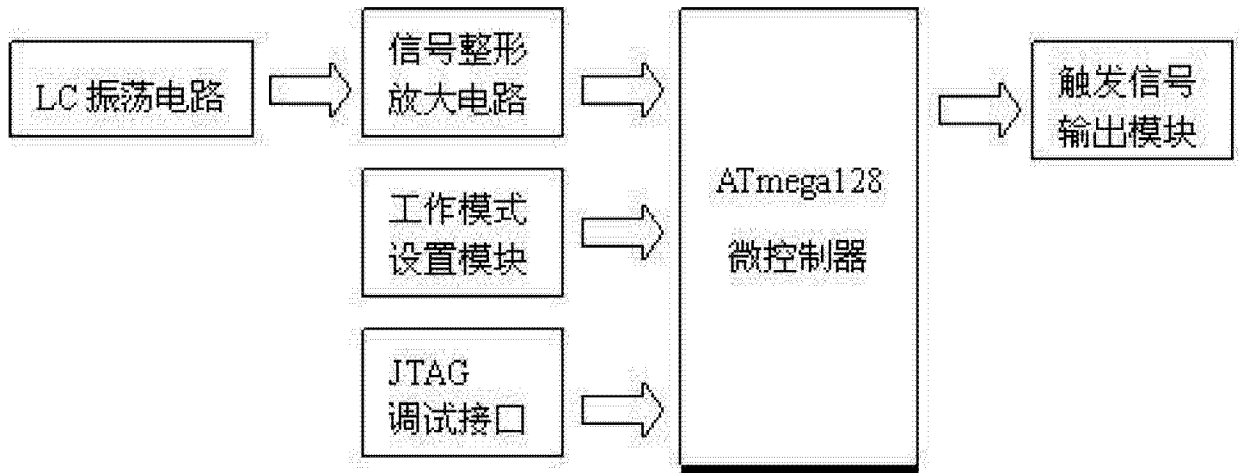 LC 振荡电路
信号整形
放大电路
工作模式
设置模块
JTAG
调试接口
ATmega128
微控制器
触发信号
输出模块